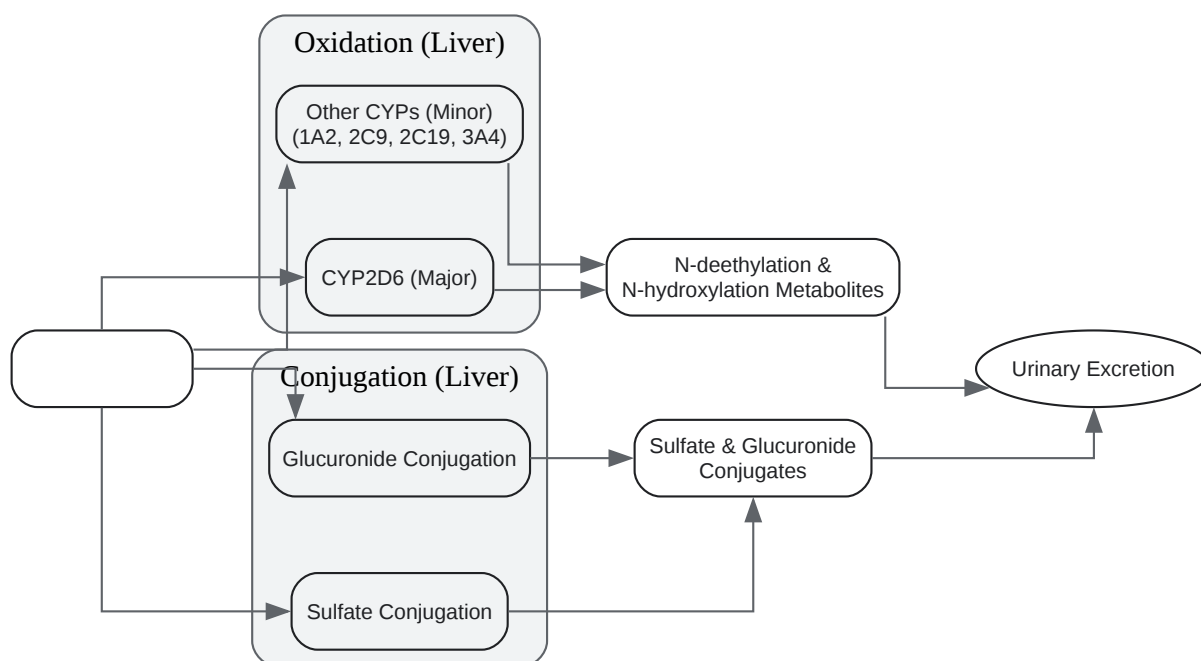 Oxidation (Liver)
Other CYPs (Minor)
(1A2, 2C9, 2C19, 3A4)
CYP2D6 (Major)
N-deethylation &
N-hydroxylation Metabolites
Urinary Excretion
Conjugation (Liver)
Glucuronide Conjugation
Sulfate & Glucuronide
Conjugates
Sulfate Conjugation